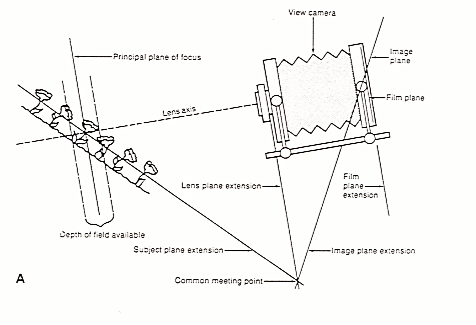 View camera
Image
plane
Principal plane of focus
Film plane
Lens axis
Lens plane extension
Film
plane
extension
Depth of field available
Subject plane extension
Image plane extension
Common meeting point
A